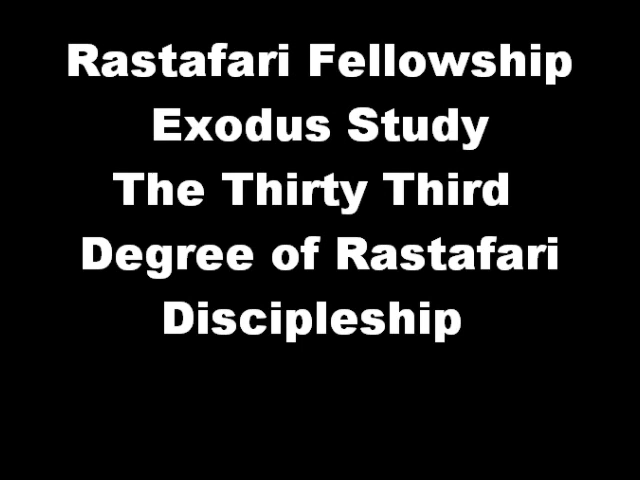 Rastafari Fellowship
Exodus Study
The Thirty Third
Degree of Rastafari
Discipleship